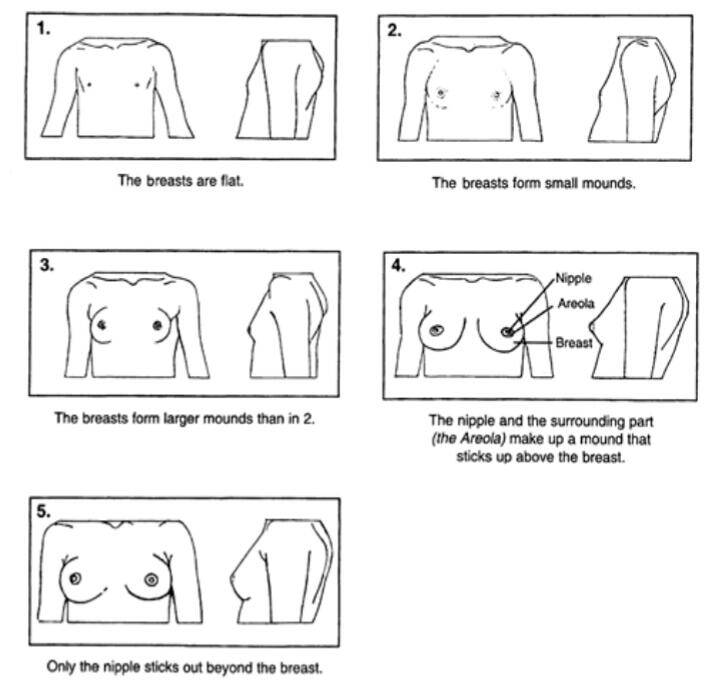 1.
The breasts are flat.
2.
The breasts form small mounds.
3.
The breasts form larger mounds than in 2.
4.
Nipple
Areola
Breast
The nipple and the surrounding part
(the Areola) make up a mound that
sticks up above the breast.
5.
Only the nipple sticks out beyond the breast.